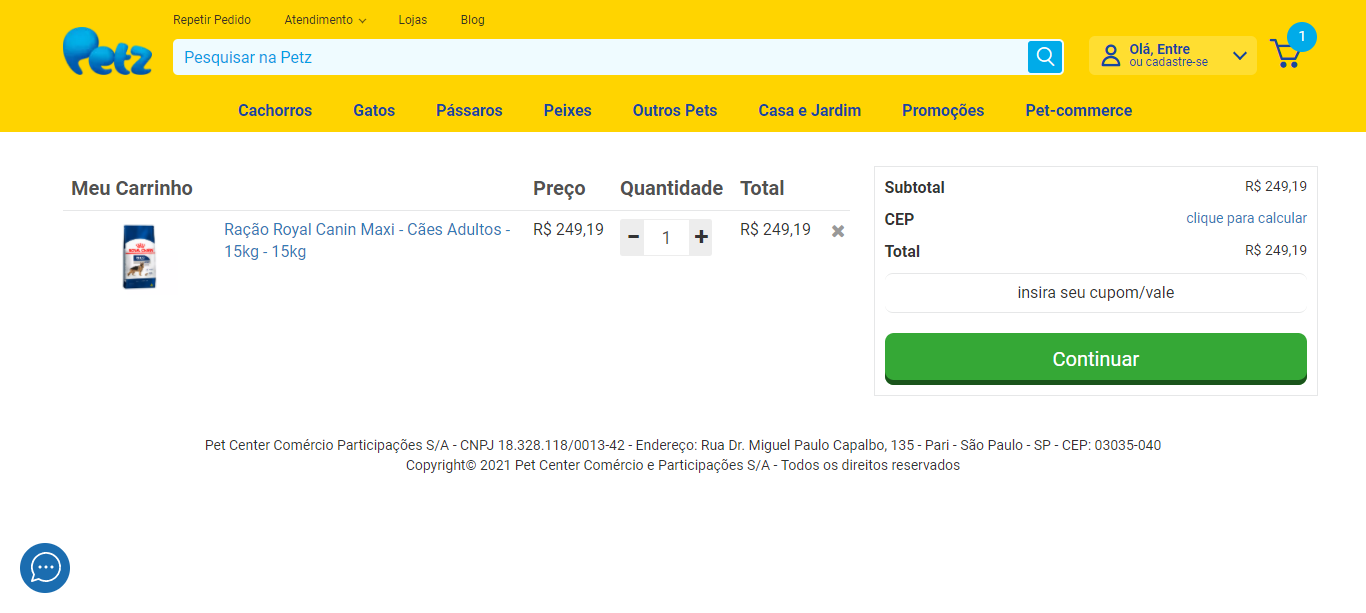 Repetir Pedido Atendimento Lojas Blog
Petz
Pesquisar na Petz
Olá, Entre
ou cadastre-se
1
Cachorros Gatos Pássaros Peixes Outros Pets Casa e Jardim Promoções Pet-commerce
Meu Carrinho Preço Quantidade Total
Ração Royal Canin Maxi - Cães Adultos -
15kg - 15kg
R$ 249,19 − 1 + R$ 249,19 ✖
Subtotal R$ 249,19
CEP clique para calcular
Total R$ 249,19
insira seu cupom/vale
Continuar
Pet Center Comércio Participações S/A - CNPJ 18.328.118/0013-42 - Endereço: Rua Dr. Miguel Paulo Capalbo, 135 - Pari - São Paulo - SP - CEP: 03035-040
Copyright© 2021 Pet Center Comércio e Participações S/A - Todos os direitos reservados